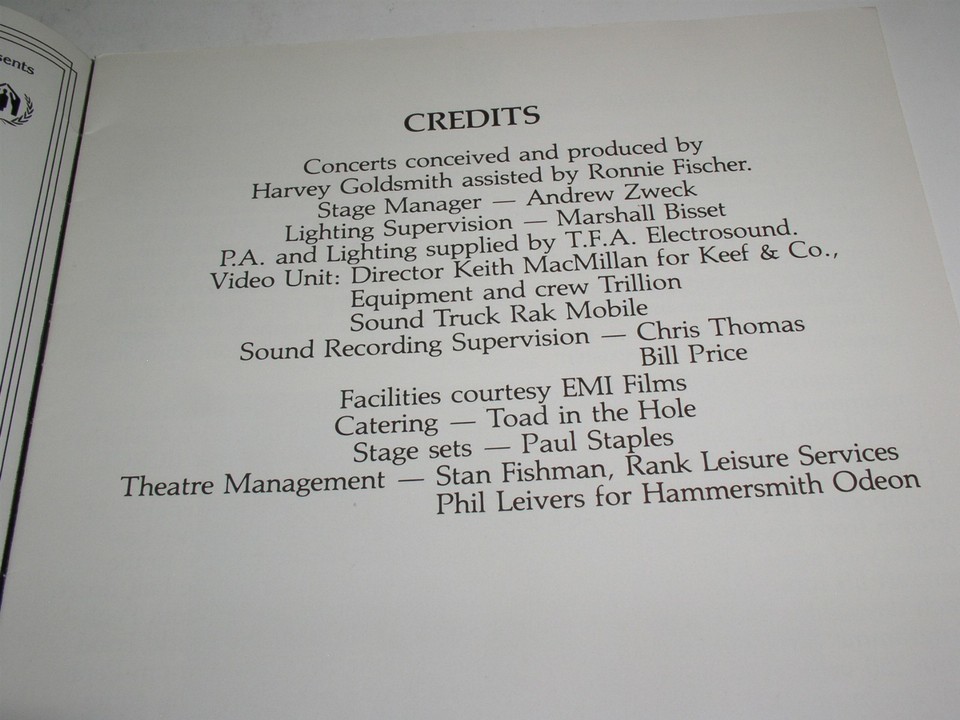 sents
CREDITS
Concerts conceived and produced by
Harvey Goldsmith assisted by Ronnie Fischer.
Stage Manager — Andrew Zweck
Lighting Supervision — Marshall Bisset
P.A. and Lighting supplied by T.F.A. Electrosound.
Video Unit: Director Keith MacMillan for Keef & Co.,
Equipment and crew Trillion
Sound Truck Rak Mobile
Sound Recording Supervision — Chris Thomas
Bill Price
Facilities courtesy EMI Films
Catering — Toad in the Hole
Stage sets — Paul Staples
Theatre Management — Stan Fishman, Rank Leisure Services
Phil Leivers for Hammersmith Odeon